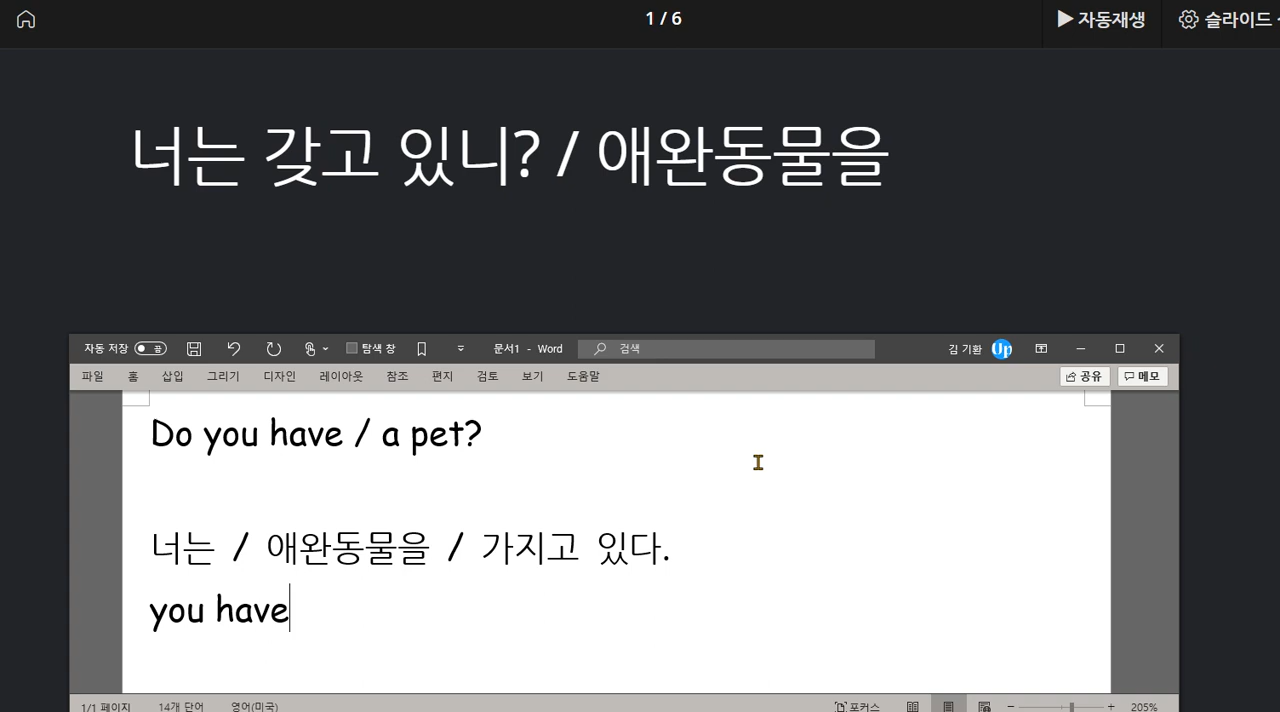 1 / 6
▶ 자동재생
슬라이드
너는 갖고 있니? / 애완동물을
자동 저장 끔
탐색 창
문서1 - Word
검색
김 기환
Up
파일 홈 삽입 그리기 디자인 레이아웃 참조 편지 검토 보기 도움말
공유 메모
Do you have / a pet?
너는 / 애완동물을 / 가지고 있다.
you have
1/1 페이지 14개 단어 영어(미국)
포커스
205%